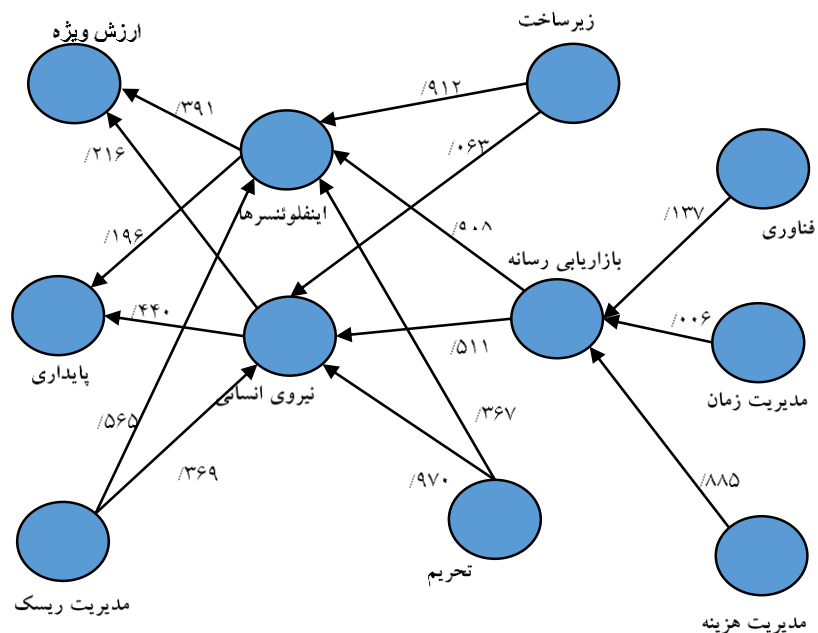 زیرساخت
ارزش ویژه
/۹۱۲
/۳۹۱
/۰۶۳
/۲۱۶
/۱۳۷
اینفلوئنسرها
فناوری
/۹۰۸
/۱۹۶
بازاریابی رسانه
/۴۴۰
/۰۰۶
/۵۱۱
پایداری
نیروی انسانی
مدیریت زمان
/۵۶۵
/۳۶۷
/۳۶۹
/۹۷۰
/۸۸۵
تحریم
مدیریت ریسک
مدیریت هزینه